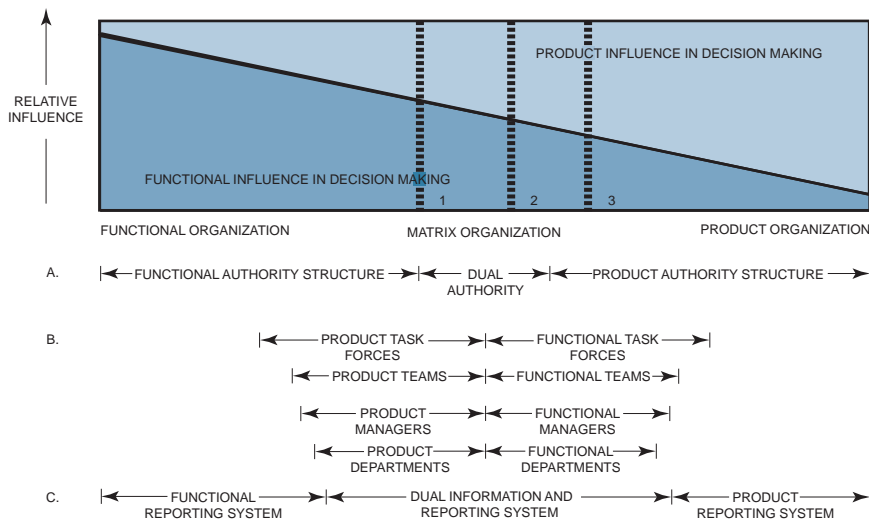 PRODUCT INFLUENCE IN DECISION MAKING
RELATIVE
INFLUENCE
FUNCTIONAL INFLUENCE IN DECISION MAKING
1 2 3
FUNCTIONAL ORGANIZATION MATRIX ORGANIZATION PRODUCT ORGANIZATION
A. FUNCTIONAL AUTHORITY STRUCTURE DUAL AUTHORITY PRODUCT AUTHORITY STRUCTURE
B. PRODUCT TASK FORCES FUNCTIONAL TASK FORCES
PRODUCT TEAMS FUNCTIONAL TEAMS
PRODUCT MANAGERS FUNCTIONAL MANAGERS
PRODUCT DEPARTMENTS FUNCTIONAL DEPARTMENTS
C. FUNCTIONAL REPORTING SYSTEM DUAL INFORMATION AND REPORTING SYSTEM PRODUCT REPORTING SYSTEM